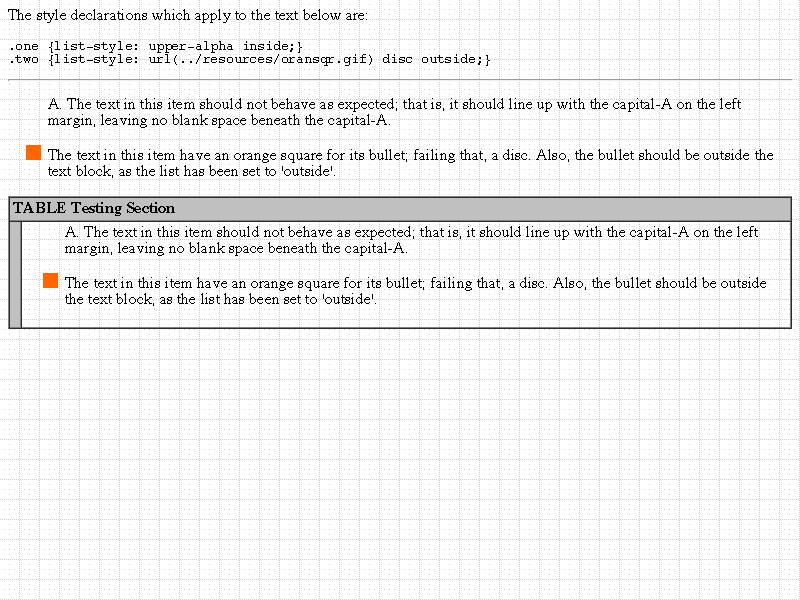 The style declarations which apply to the text below are:
.one {list-style: upper-alpha inside;}
.two {list-style: url(../resources/oransqr.gif) disc outside;}
A. The text in this item should not behave as expected; that is, it should line up with the capital-A on the left
margin, leaving no blank space beneath the capital-A.
The text in this item have an orange square for its bullet; failing that, a disc. Also, the bullet should be outside the
text block, as the list has been set to 'outside'.
TABLE Testing Section
A. The text in this item should not behave as expected; that is, it should line up with the capital-A on the left
margin, leaving no blank space beneath the capital-A.
The text in this item have an orange square for its bullet; failing that, a disc. Also, the bullet should be outside
the text block, as the list has been set to 'outside'.